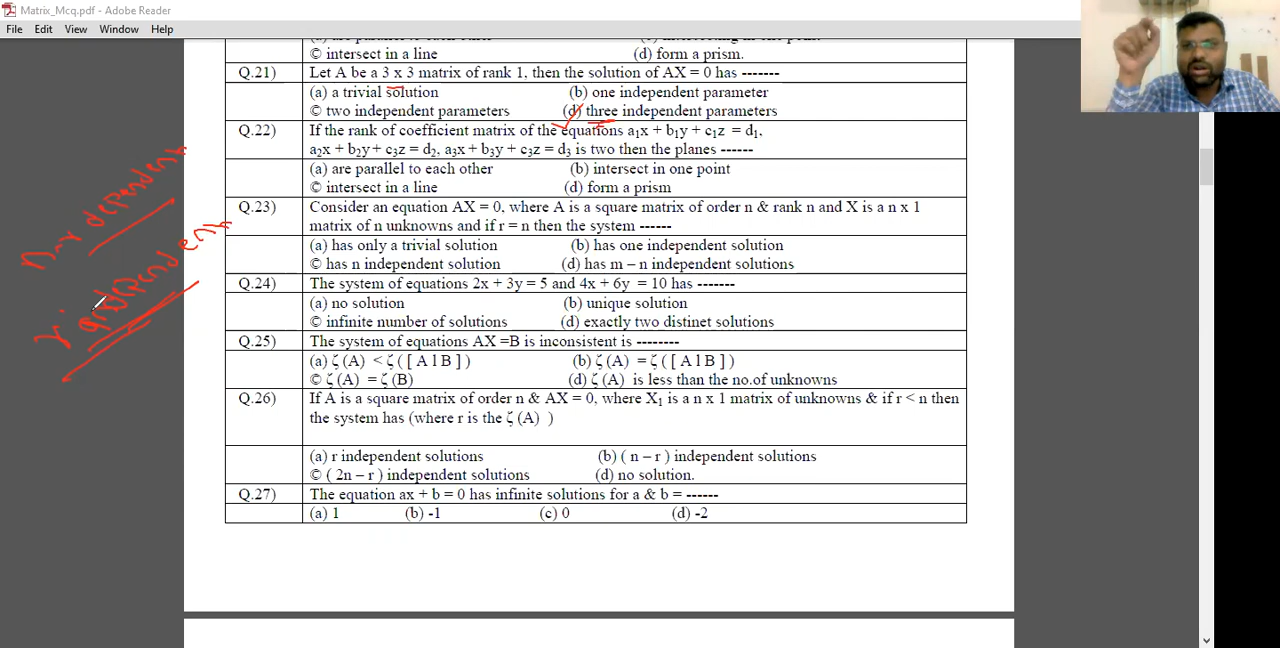 Matrix_Mcq.pdf - Adobe Reader
File Edit View Window Help
© intersect in a line (d) form a prism.
Q.21) Let A be a 3 x 3 matrix of rank 1, then the solution of AX = 0 has -------
(a) a trivial solution (b) one independent parameter
© two independent parameters (d) three independent parameters
Q.22) If the rank of coefficient matrix of the equations a₁x + b₁y + c₁z = d₁,
a₂x + b₂y + c₃z = d₂, a₃x + b₃y + c₃z = d₃ is two then the planes ------
(a) are parallel to each other (b) intersect in one point
© intersect in a line (d) form a prism
Q.23) Consider an equation AX = 0, where A is a square matrix of order n & rank n and X is a n x 1
matrix of n unknowns and if r = n then the system ------
(a) has only a trivial solution (b) has one independent solution
© has n independent solution (d) has m – n independent solutions
Q.24) The system of equations 2x + 3y = 5 and 4x + 6y = 10 has -------
(a) no solution (b) unique solution
© infinite number of solutions (d) exactly two distinet solutions
Q.25) The system of equations AX =B is inconsistent is --------
(a) ζ (A) < ζ ( [ A l B ] ) (b) ζ (A) = ζ ( [ A l B ] )
© ζ (A) = ζ (B) (d) ζ (A) is less than the no.of unknowns
Q.26) If A is a square matrix of order n & AX = 0, where X₁ is a n x 1 matrix of unknowns & if r < n then
the system has (where r is the ζ (A) )
(a) r independent solutions (b) ( n – r ) independent solutions
© ( 2n – r ) independent solutions (d) no solution.
Q.27) The equation ax + b = 0 has infinite solutions for a & b = ------
(a) 1 (b) -1 (c) 0 (d) -2
n-r dependent
r